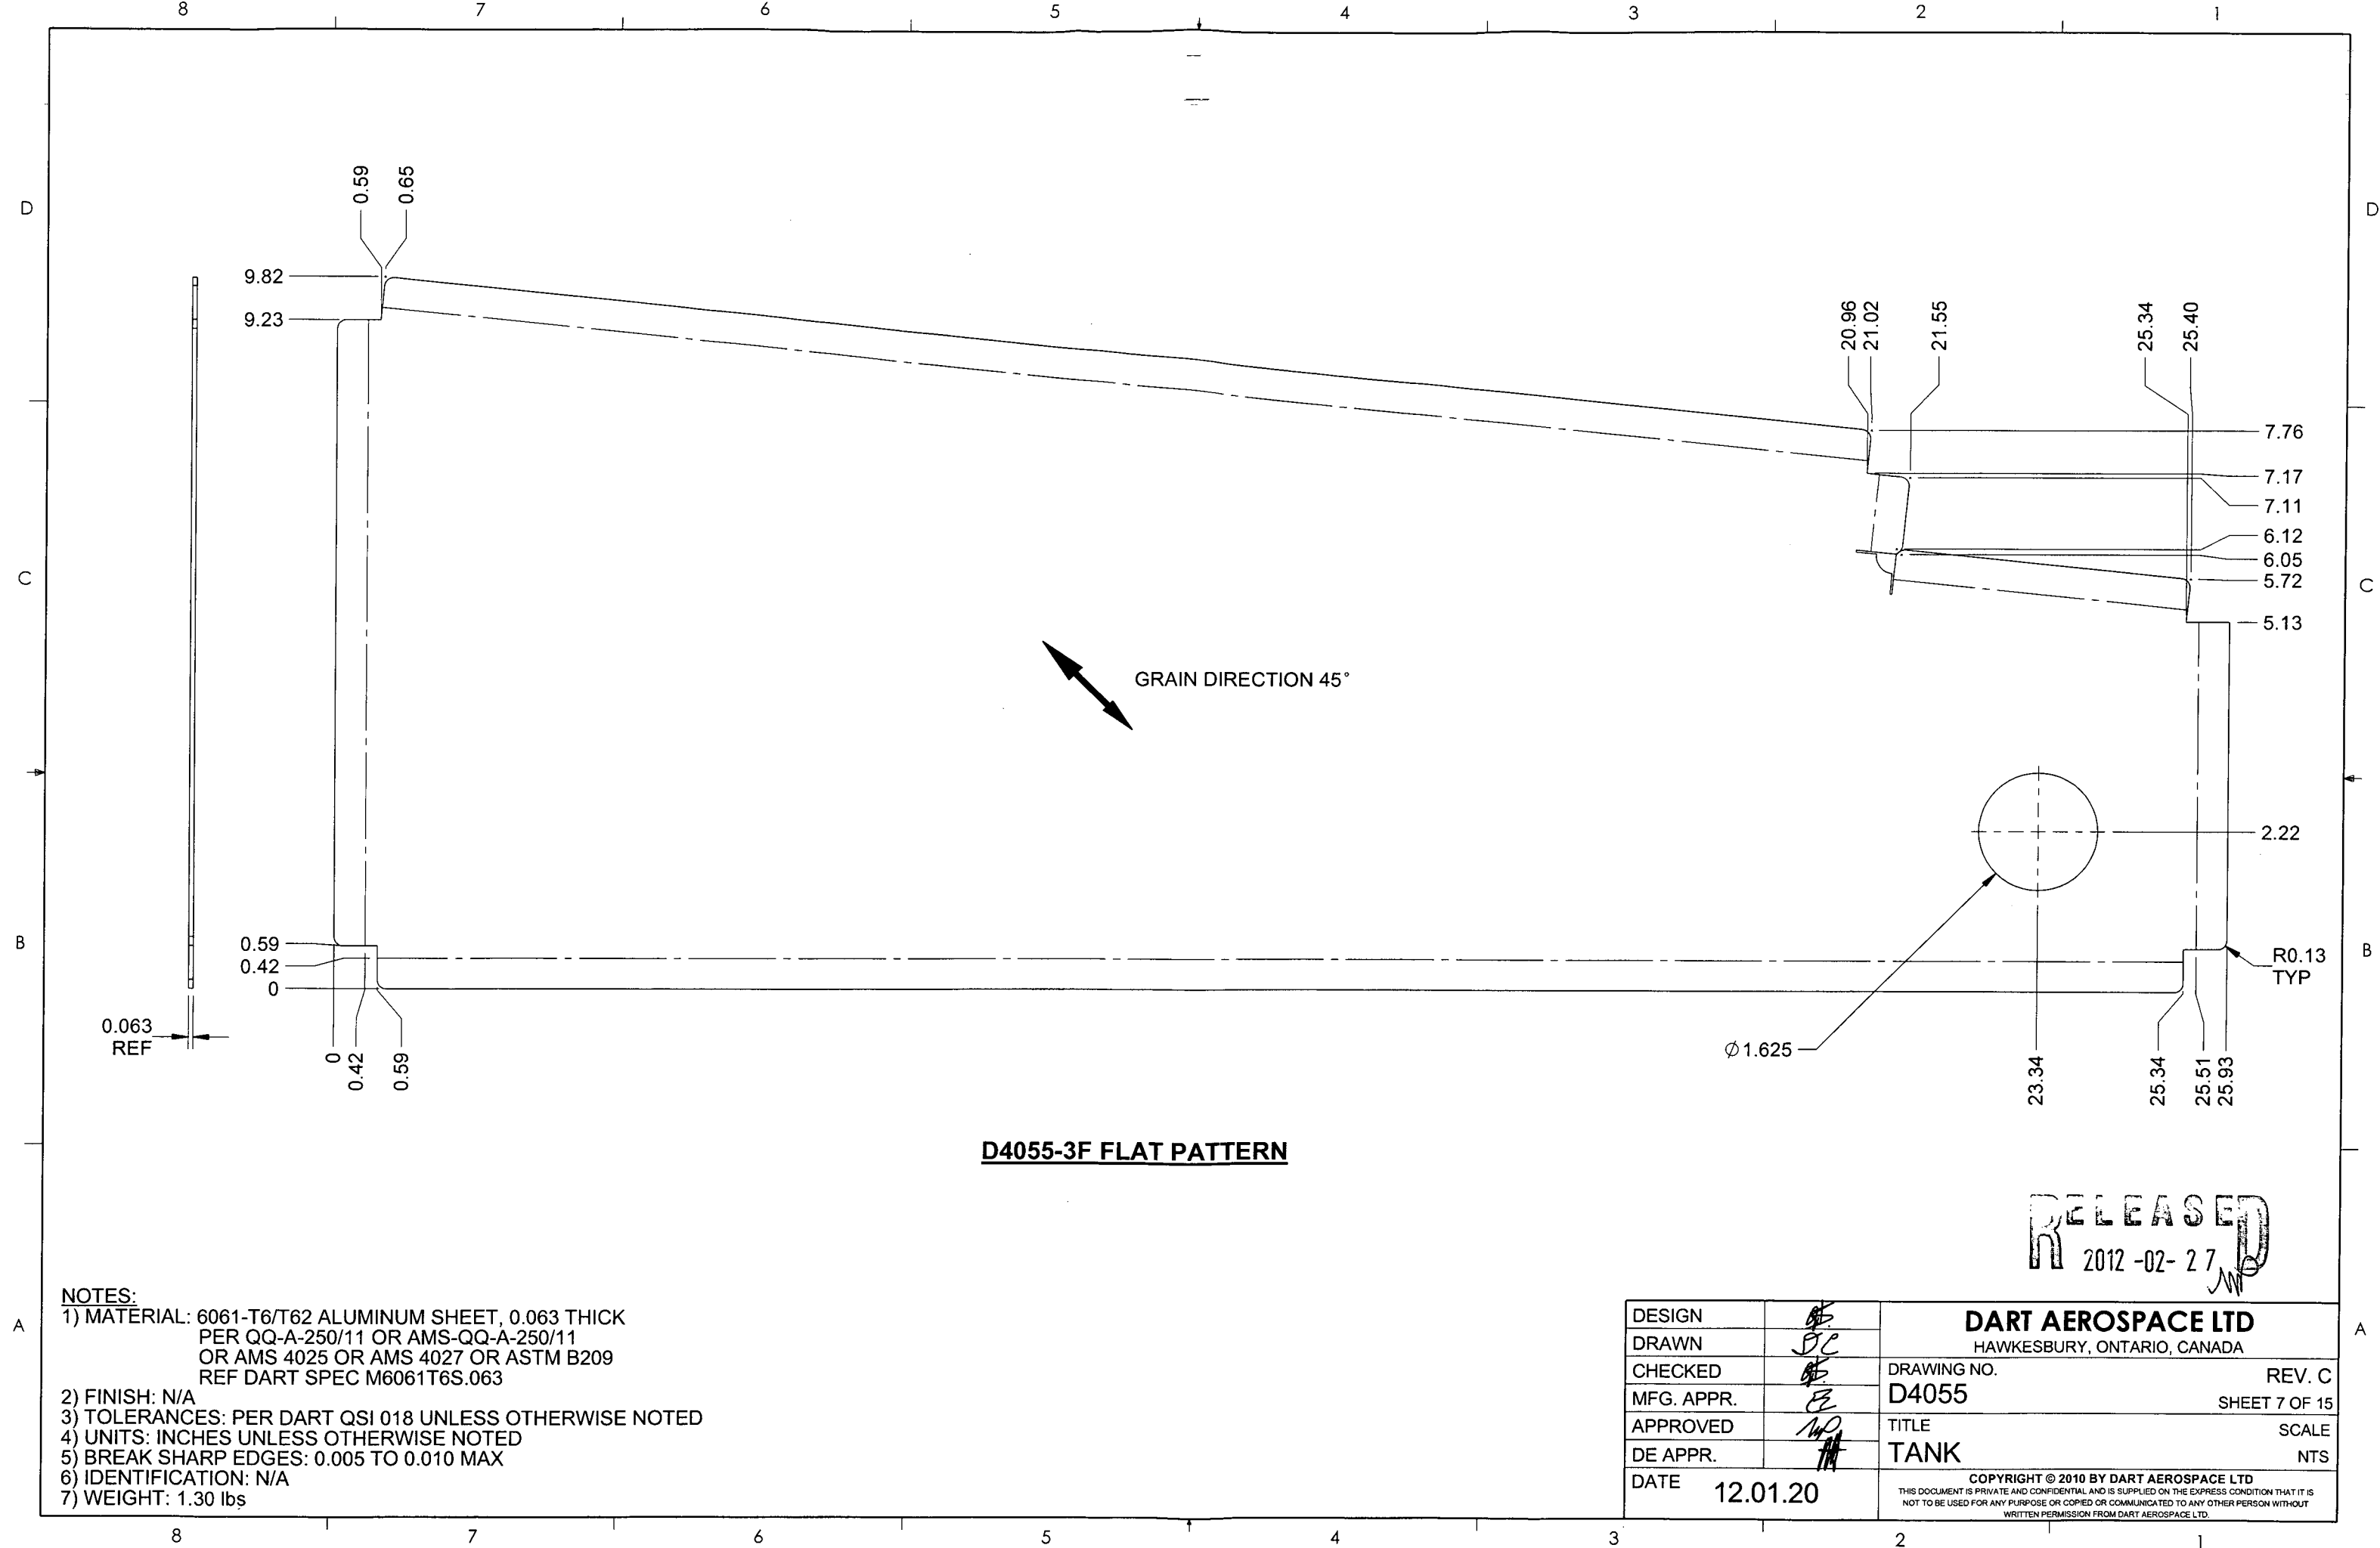 8 7 6 5 4 3 2 1
D D
0.59 0.65
9.82
9.23
20.96 21.02 21.55 25.34 25.40
7.76
7.17
7.11
6.12
6.05
5.72
5.13
C C
GRAIN DIRECTION 45°
2.22
B B
0.59
0.42
0
R0.13
TYP
0.063
REF
0 0.42 0.59
Ø1.625
23.34 25.34 25.51 25.93
D4055-3F FLAT PATTERN
RELEASED
2012-02-27
A A
NOTES:
1) MATERIAL: 6061-T6/T62 ALUMINUM SHEET, 0.063 THICK
PER QQ-A-250/11 OR AMS-QQ-A-250/11
OR AMS 4025 OR AMS 4027 OR ASTM B209
REF DART SPEC M6061T6S.063
2) FINISH: N/A
3) TOLERANCES: PER DART QSI 018 UNLESS OTHERWISE NOTED
4) UNITS: INCHES UNLESS OTHERWISE NOTED
5) BREAK SHARP EDGES: 0.005 TO 0.010 MAX
6) IDENTIFICATION: N/A
7) WEIGHT: 1.30 lbs
DESIGN
DRAWN
CHECKED
MFG. APPR.
APPROVED
DE APPR.
DATE 12.01.20
DART AEROSPACE LTD
HAWKESBURY, ONTARIO, CANADA
DRAWING NO. REV. C
D4055 SHEET 7 OF 15
TITLE SCALE
TANK NTS
COPYRIGHT © 2010 BY DART AEROSPACE LTD
THIS DOCUMENT IS PRIVATE AND CONFIDENTIAL AND IS SUPPLIED ON THE EXPRESS CONDITION THAT IT IS
NOT TO BE USED FOR ANY PURPOSE OR COPIED OR COMMUNICATED TO ANY OTHER PERSON WITHOUT
WRITTEN PERMISSION FROM DART AEROSPACE LTD.
8 7 6 5 4 3 2 1